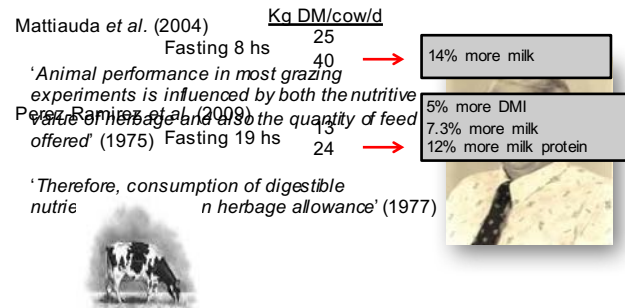 Kg DM/cow/d
Mattiauda et al. (2004)
25
Fasting 8 hs
40
14% more milk
'Animal performance in most grazing
experiments is influenced by both the nutritive
value of herbage and also the quantity of feed
offered' (1975)
Perez-Ramirez et al. (2009)
13
Fasting 19 hs
24
5% more DMI
7.3% more milk
12% more milk protein
'Therefore, consumption of digestible
n herbage allowance' (1977)